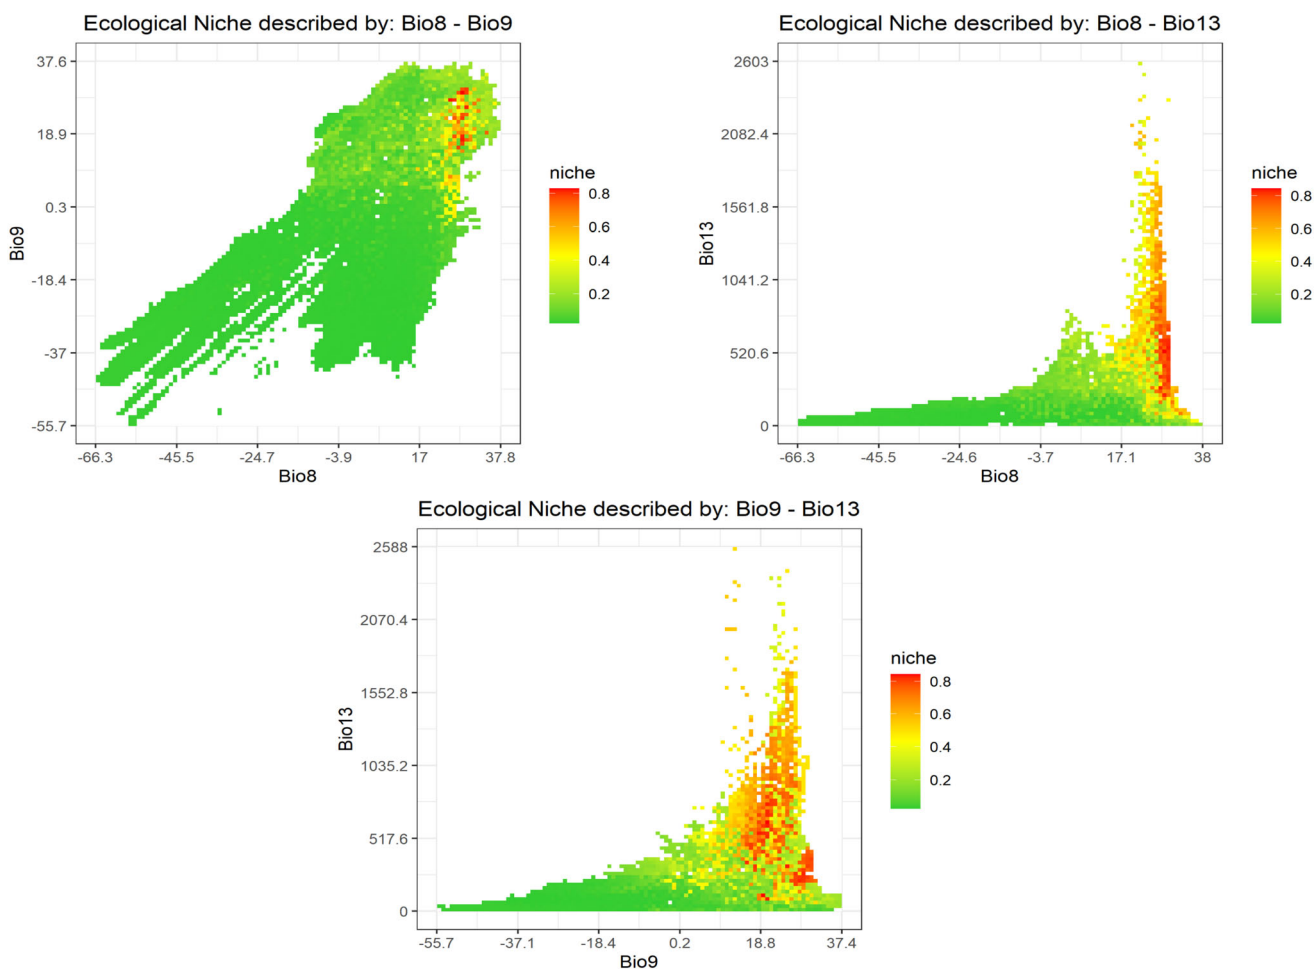 Ecological Niche described by: Bio8 - Bio9
37.6
18.9
0.3
-18.4
-37
-55.7
Bio9
-66.3 -45.5 -24.7 -3.9 17 37.8
Bio8
niche
0.8
0.6
0.4
0.2
Ecological Niche described by: Bio8 - Bio13
2603
2082.4
1561.8
1041.2
520.6
0
Bio13
-66.3 -45.5 -24.6 -3.7 17.1 38
Bio8
niche
0.8
0.6
0.4
0.2
Ecological Niche described by: Bio9 - Bio13
2588
2070.4
1552.8
1035.2
517.6
0
Bio13
-55.7 -37.1 -18.4 0.2 18.8 37.4
Bio9
niche
0.8
0.6
0.4
0.2